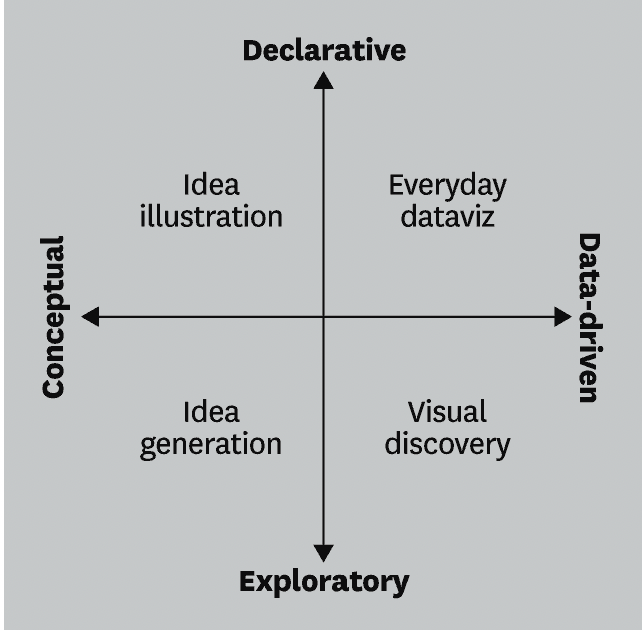 Declarative
Idea
illustration
Everyday
dataviz
Conceptual
Data-driven
Idea
generation
Visual
discovery
Exploratory